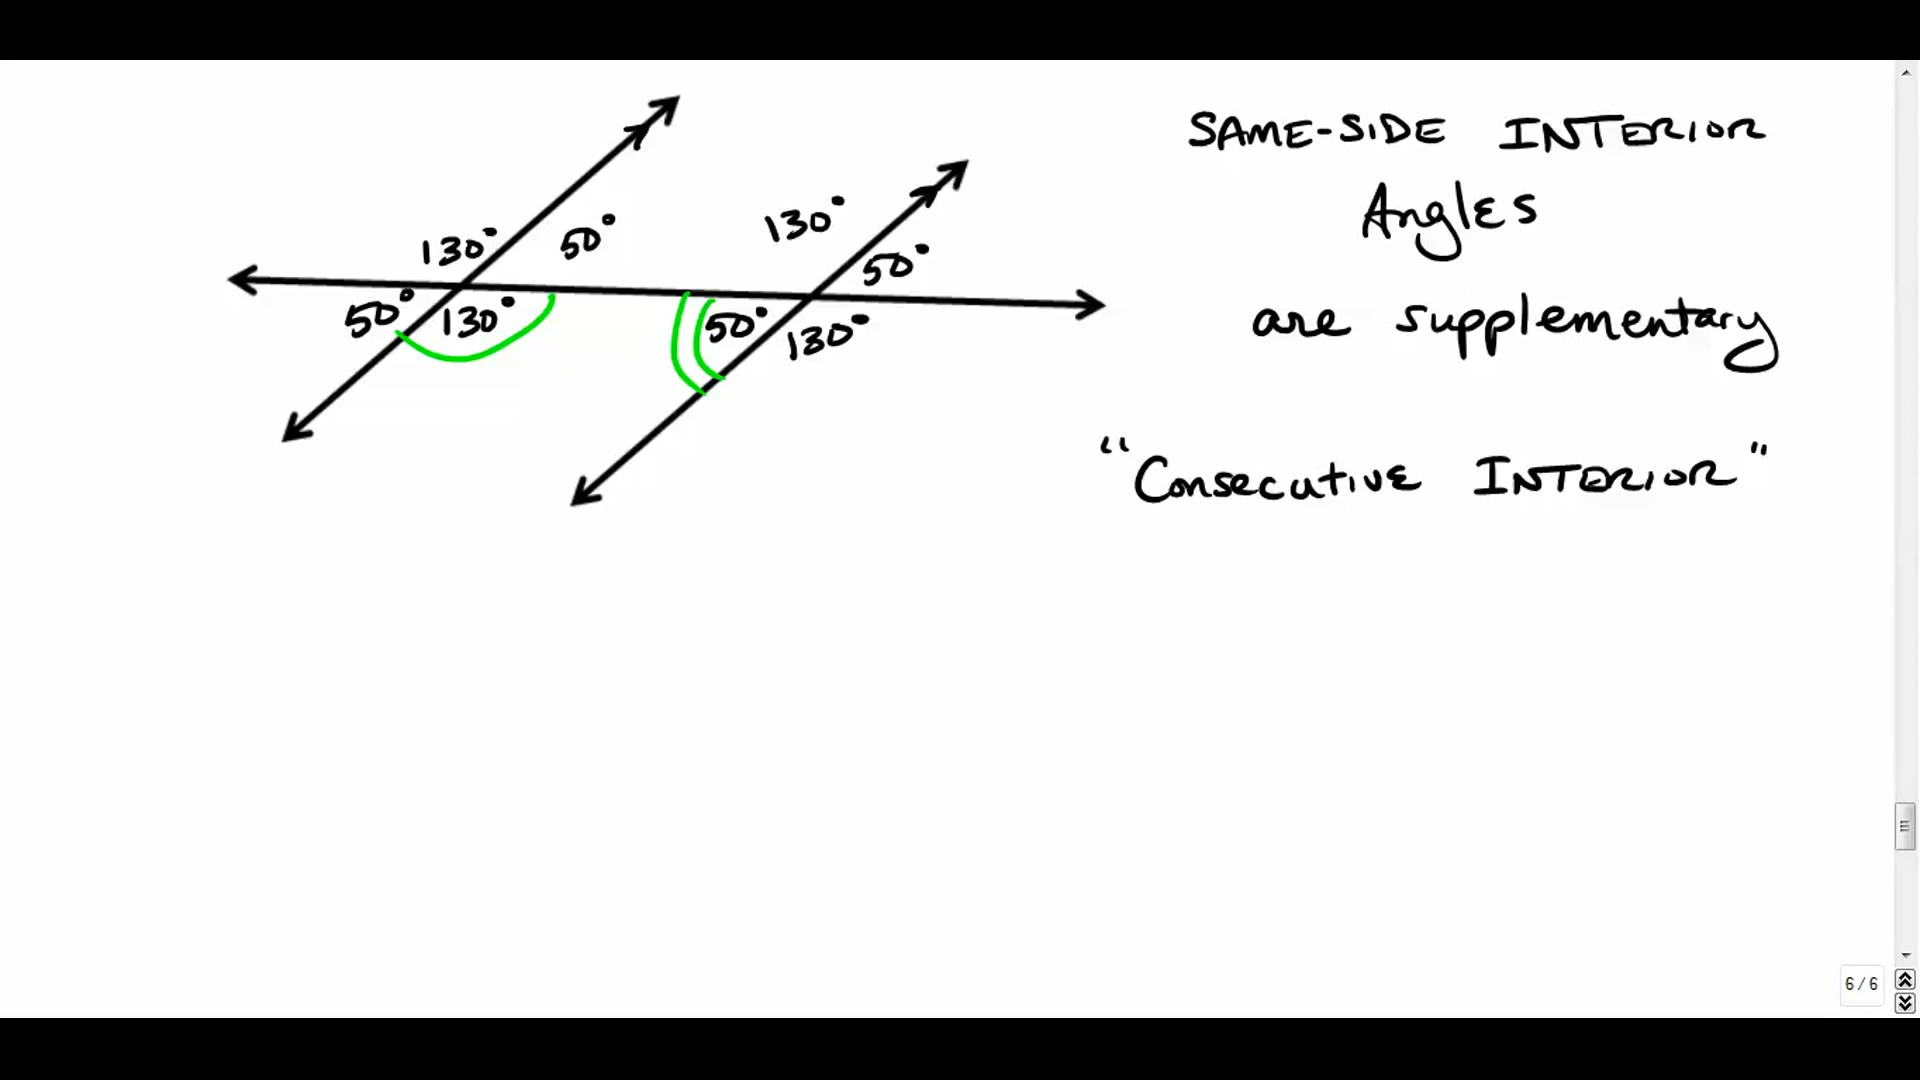 130° 50° 130° 50°
50° 130° 50° 130°
SAME-SIDE INTERIOR
ANglES
are supplementary
"CONSECUTIVE INTERIOR"
6 / 6